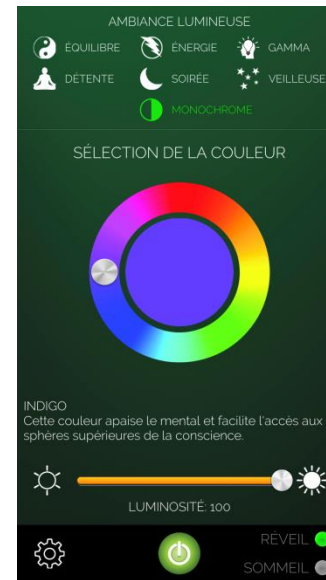 AMBIANCE LUMINEUSE
ÉQUILIBRE ÉNERGIE GAMMA
DÉTENTE SOIRÉE VEILLEUSE
MONOCHROME
SÉLECTION DE LA COULEUR
INDIGO
Cette couleur apaise le mental et facilite l'accès aux
sphères supérieures de la conscience.
LUMINOSITÉ: 100
RÉVEIL
SOMMEIL